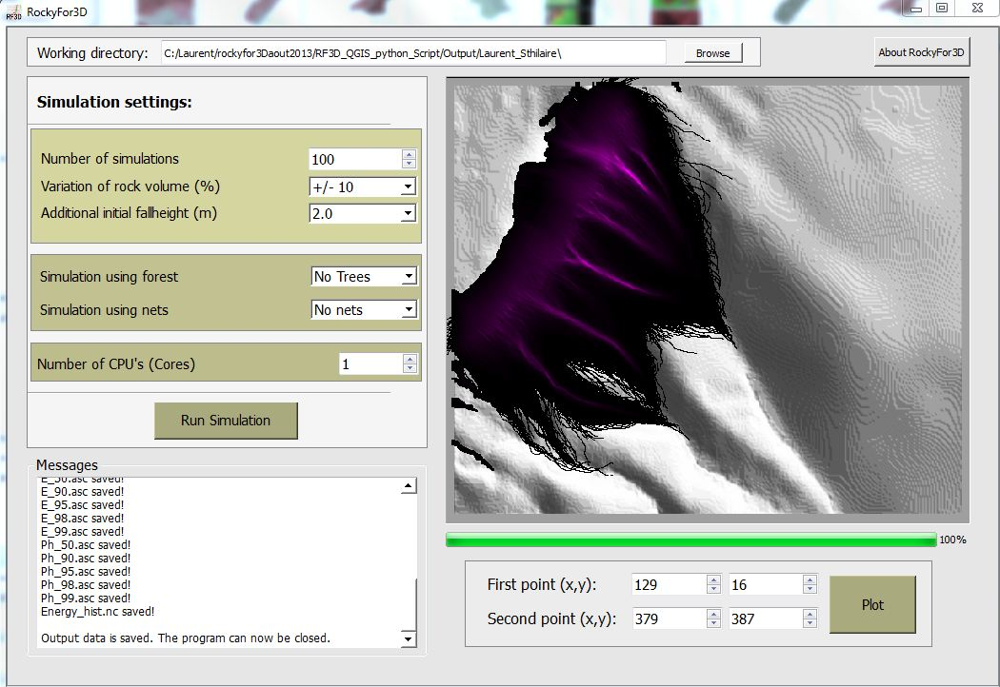 RF3D RockyFor3D
Working directory: C:/Laurent/rockyfor3Daout2013/RF3D_QGIS_python_Script/Output/Laurent_Sthilaire\ Browse About RockyFor3D
Simulation settings:
Number of simulations 100
Variation of rock volume (%) +/- 10
Additional initial fallheight (m) 2.0
Simulation using forest No Trees
Simulation using nets No nets
Number of CPU's (Cores) 1
Run Simulation
Messages
E_50.asc saved!
E_90.asc saved!
E_95.asc saved!
E_98.asc saved!
E_99.asc saved!
Ph_50.asc saved!
Ph_90.asc saved!
Ph_95.asc saved!
Ph_98.asc saved!
Ph_99.asc saved!
Energy_hist.nc saved!
Output data is saved. The program can now be closed.
100%
First point (x,y): 129 16
Second point (x,y): 379 387
Plot